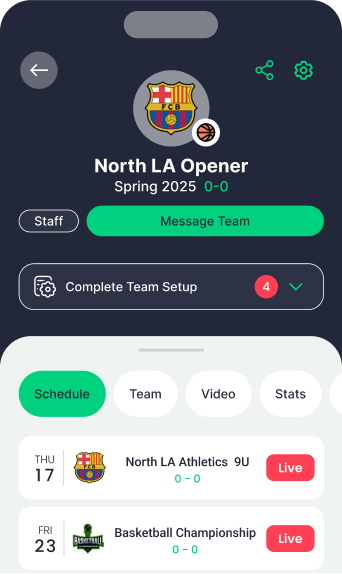 FCB
North LA Opener
Spring 2025 0-0
Staff
Message Team
Complete Team Setup 4
Schedule Team Video Stats
THU
17
North LA Athletics 9U
0 - 0
Live
FRI
23
BASKETBALL
Basketball Championship
0 - 0
Live